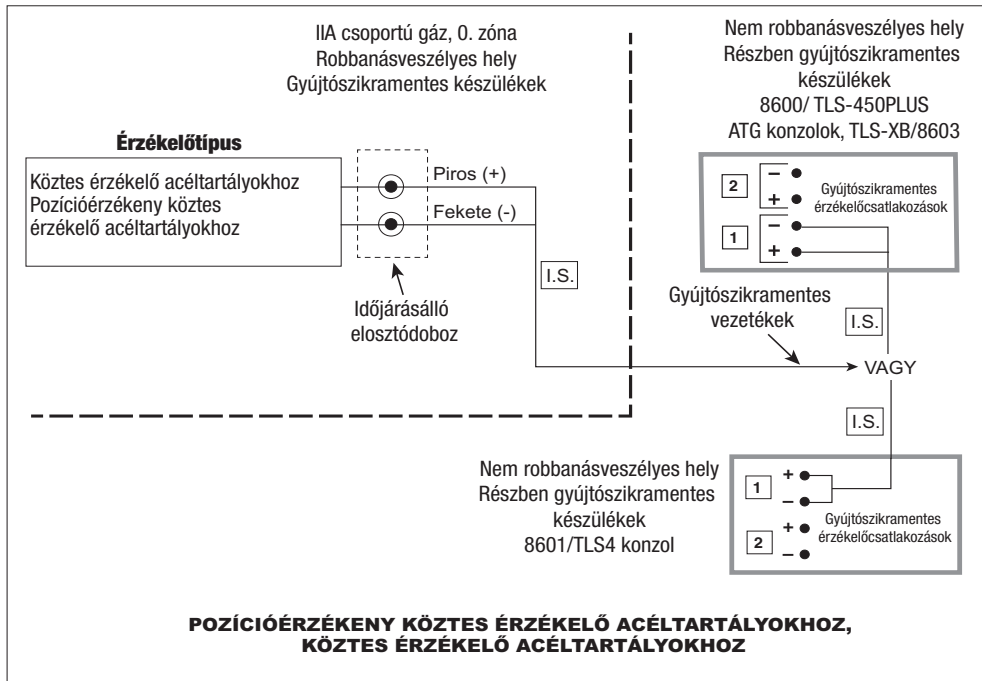 IIA csoportú gáz, 0. zóna
Robbanásveszélyes hely
Gyújtószikramentes készülékek
Nem robbanásveszélyes hely
Részben gyújtószikramentes
készülékek
8600/ TLS-450PLUS
ATG konzolok, TLS-XB/8603
Érzékelőtípus
Köztes érzékelő acéltartályokhoz
Pozícióérzékeny köztes
érzékelő acéltartályokhoz
Piros (+)
Fekete (-)
I.S.
Időjárásálló
elosztódoboz
2
−
+
1
−
+
Gyújtószikramentes
érzékelőcsatlakozások
Gyújtószikramentes
vezetékek
I.S.
VAGY
I.S.
Nem robbanásveszélyes hely
Részben gyújtószikramentes
készülékek
8601/TLS4 konzol
1
+
−
2
+
−
Gyújtószikramentes
érzékelőcsatlakozások
POZÍCIÓÉRZÉKENY KÖZTES ÉRZÉKELŐ ACÉLTARTÁLYOKHOZ,
KÖZTES ÉRZÉKELŐ ACÉLTARTÁLYOKHOZ